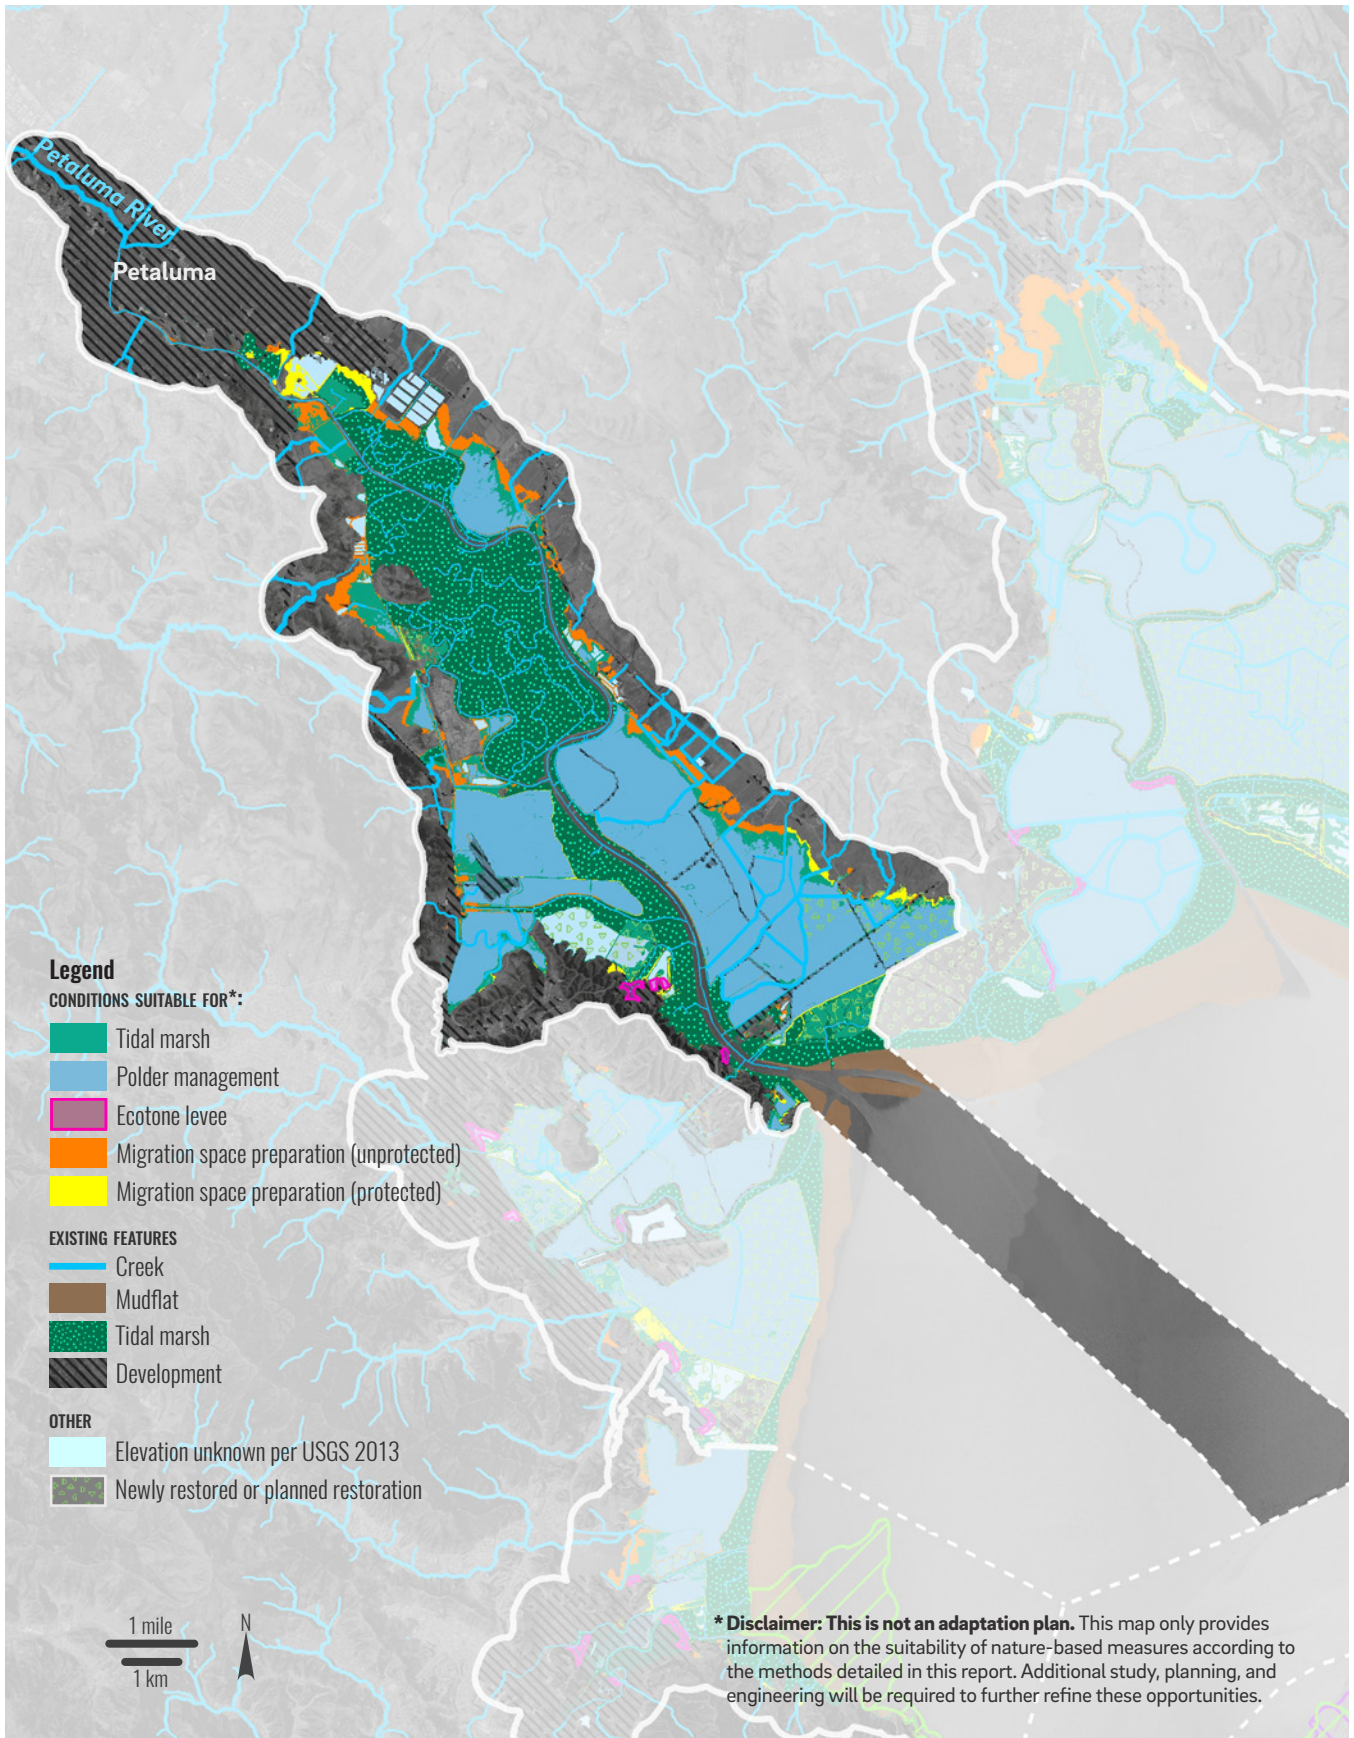 Petaluma River
Petaluma
Legend
CONDITIONS SUITABLE FOR*:
Tidal marsh
Polder management
Ecotone levee
Migration space preparation (unprotected)
Migration space preparation (protected)
EXISTING FEATURES
Creek
Mudflat
Tidal marsh
Development
OTHER
Elevation unknown per USGS 2013
Newly restored or planned restoration
1 mile
1 km
N
* Disclaimer: This is not an adaptation plan. This map only provides
information on the suitability of nature-based measures according to
the methods detailed in this report. Additional study, planning, and
engineering will be required to further refine these opportunities.